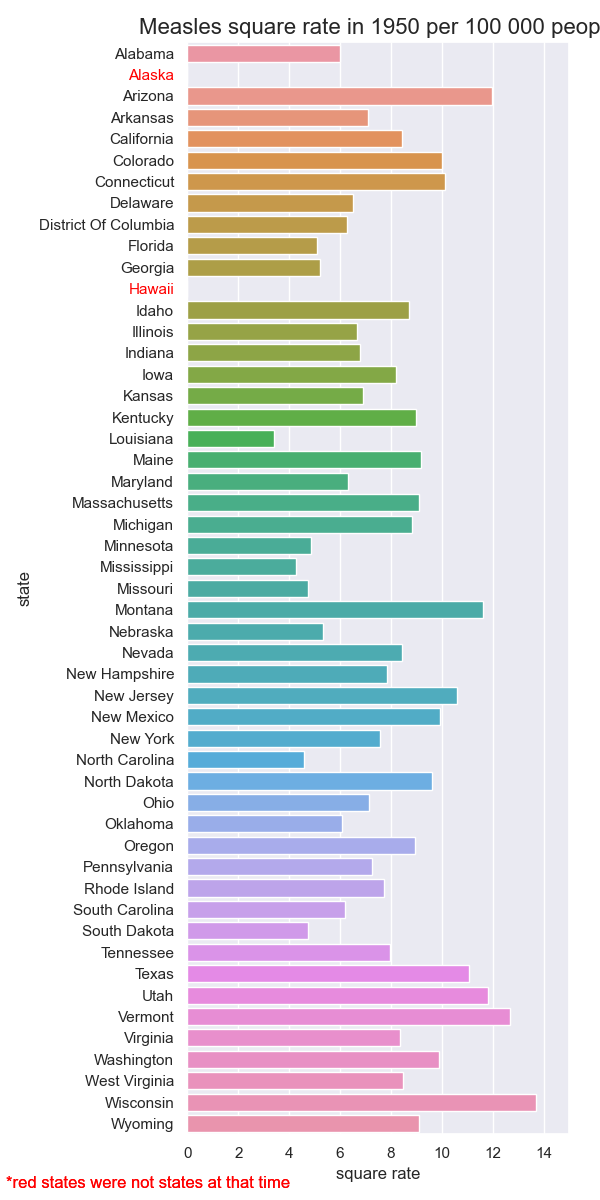 Measles square rate in 1950 per 100 000 peop
Alabama
Alaska
Arizona
Arkansas
California
Colorado
Connecticut
Delaware
District Of Columbia
Florida
Georgia
Hawaii
Idaho
Illinois
Indiana
Iowa
Kansas
Kentucky
Louisiana
Maine
Maryland
Massachusetts
Michigan
Minnesota
Mississippi
Missouri
Montana
Nebraska
Nevada
New Hampshire
New Jersey
New Mexico
New York
North Carolina
North Dakota
Ohio
Oklahoma
Oregon
Pennsylvania
Rhode Island
South Carolina
South Dakota
Tennessee
Texas
Utah
Vermont
Virginia
Washington
West Virginia
Wisconsin
Wyoming
state
0 2 4 6 8 10 12 14
square rate
*red states were not states at that time